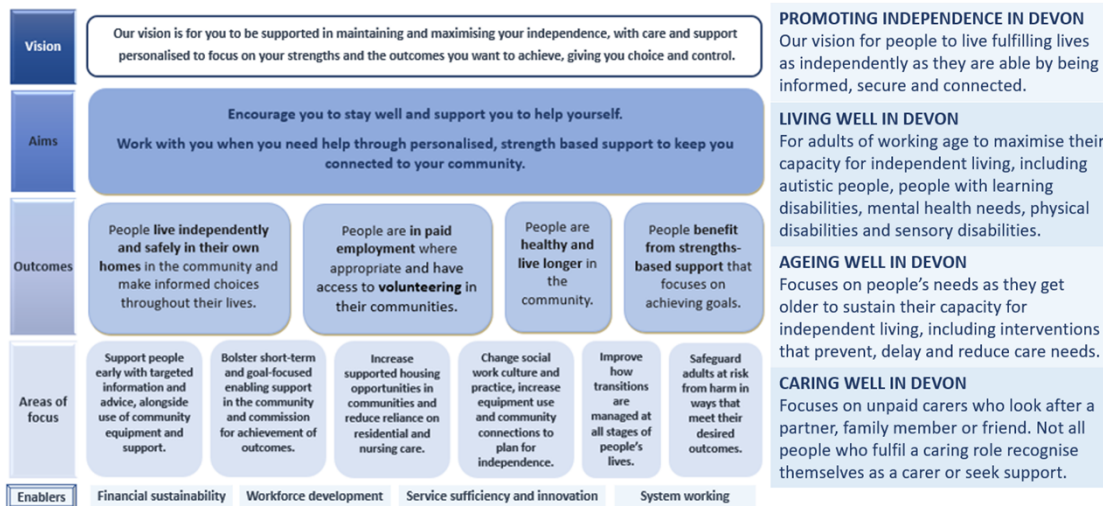 Vision
Our vision is for you to be supported in maintaining and maximising your independence, with care and support
personalised to focus on your strengths and the outcomes you want to achieve, giving you choice and control.
Aims
Encourage you to stay well and support you to help yourself.
Work with you when you need help through personalised, strength based support to keep you
connected to your community.
Outcomes
People live independently
and safely in their own
homes in the community and
make informed choices
throughout their lives.
People are in paid
employment where
appropriate and have
access to volunteering in
their communities.
People are
healthy and
live longer in
the
community.
People benefit
from strengths-
based support that
focuses on
achieving goals.
Areas of
focus
Support people
early with targeted
information and
advice, alongside
use of community
equipment and
support.
Bolster short-term
and goal-focused
enabling support
in the community
and commission
for achievement of
outcomes.
Increase
supported housing
opportunities in
communities and
reduce reliance on
residential and
nursing care.
Change social
work culture and
practice, increase
equipment use
and community
connections to
plan for
independence.
Improve
how
transitions
are
managed at
all stages of
people's
lives.
Safeguard
adults at risk
from harm in
ways that
meet their
desired
outcomes.
Enablers
Financial sustainability
Workforce development
Service sufficiency and innovation
System working
PROMOTING INDEPENDENCE IN DEVON
Our vision for people to live fulfilling lives
as independently as they are able by being
informed, secure and connected.
LIVING WELL IN DEVON
For adults of working age to maximise their
capacity for independent living, including
autistic people, people with learning
disabilities, mental health needs, physical
disabilities and sensory disabilities.
AGEING WELL IN DEVON
Focuses on people's needs as they get
older to sustain their capacity for
independent living, including interventions
that prevent, delay and reduce care needs.
CARING WELL IN DEVON
Focuses on unpaid carers who look after a
partner, family member or friend. Not all
people who fulfil a caring role recognise
themselves as a carer or seek support.